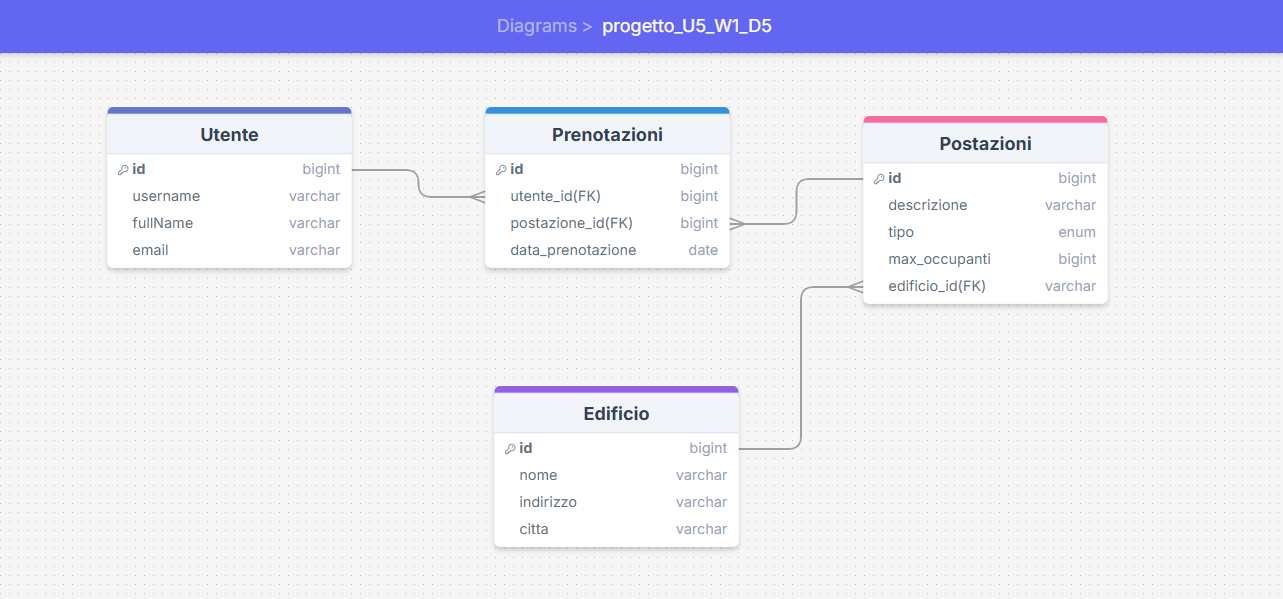 Diagrams > progetto_U5_W1_D5
Utente
id bigint
username varchar
fullName varchar
email varchar
Prenotazioni
id bigint
utente_id(FK) bigint
postazione_id(FK) bigint
data_prenotazione date
Postazioni
id bigint
descrizione varchar
tipo enum
max_occupanti bigint
edificio_id(FK) varchar
Edificio
id bigint
nome varchar
indirizzo varchar
citta varchar